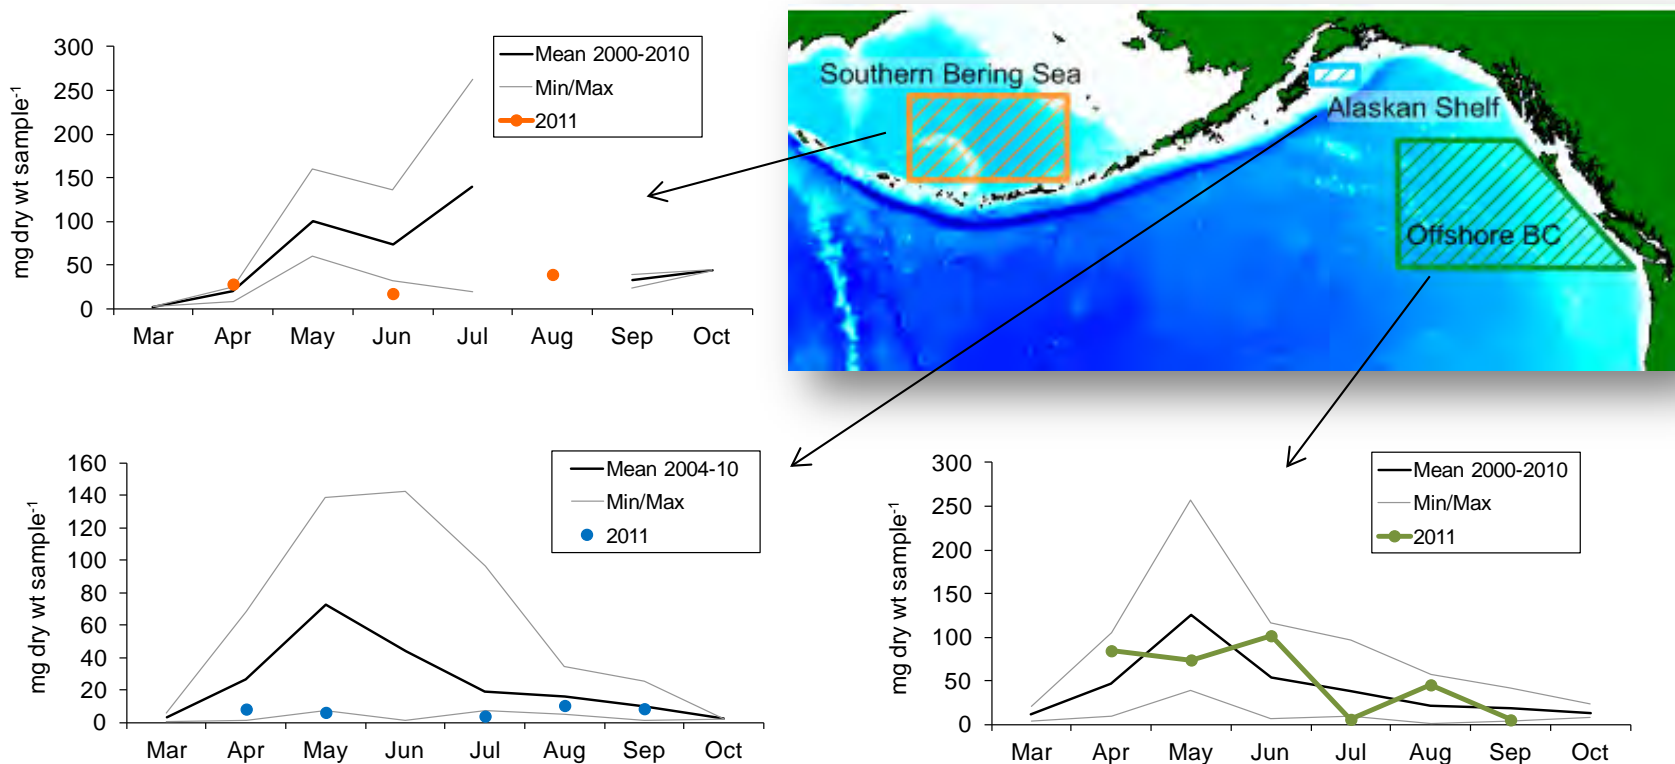 300
250
200
150
100
50
0
mg dry wt sample⁻¹
Mar Apr May Jun Jul Aug Sep Oct
Mean 2000-2010
Min/Max
2011
Southern Bering Sea
Alaskan Shelf
Offshore BC
160
140
120
100
80
60
40
20
0
mg dry wt sample⁻¹
Mar Apr May Jun Jul Aug Sep Oct
Mean 2004-10
Min/Max
2011
300
250
200
150
100
50
0
mg dry wt sample⁻¹
Mar Apr May Jun Jul Aug Sep Oct
Mean 2000-2010
Min/Max
2011